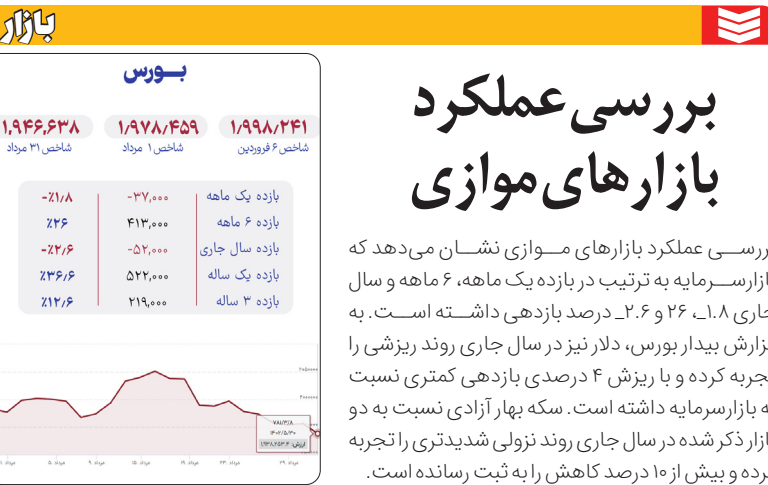 بازار
بررسی عملکرد
بازارهای موازی
بررسی عملکرد بازارهای موازی نشان می‌دهد که
بازارسرمایه به ترتیب در بازده یک ماهه، ۶ ماهه و سال
جاری ۱.۸_، ۲۶ و ۲.۶_ درصد بازدهی داشته است. به
گزارش بیدار بورس، دلار نیز در سال جاری روند ریزشی را
تجربه کرده و با ریزش ۴ درصدی بازدهی کمتری نسبت
به بازارسرمایه داشته است. سکه بهار آزادی نسبت به دو
بازار ذکر شده در سال جاری روند نزولی شدیدتری را تجربه
کرده و بیش از ۱۰ درصد کاهش را به ثبت رسانده است.
بورس
۱/۹۹۸/۲۴۱ ۱/۹۷۸/۴۵۹ ۱,۹۴۶,۶۳۸
شاخص ۶ فروردین شاخص ۱ مرداد شاخص ۳۱ مرداد
بازده یک ماهه -۳۷,۰۰۰ -٪۱/۸
بازده ۶ ماهه ۴۱۳,۰۰۰ ٪۲۶
بازده سال جاری -۵۲,۰۰۰ -٪۲/۶
بازده یک ساله ۵۲۲,۰۰۰ ٪۳۶/۶
بازده ۳ ساله ۲۱۹,۰۰۰ ٪۱۲/۶
۱۴۰۲/۵/۳۰